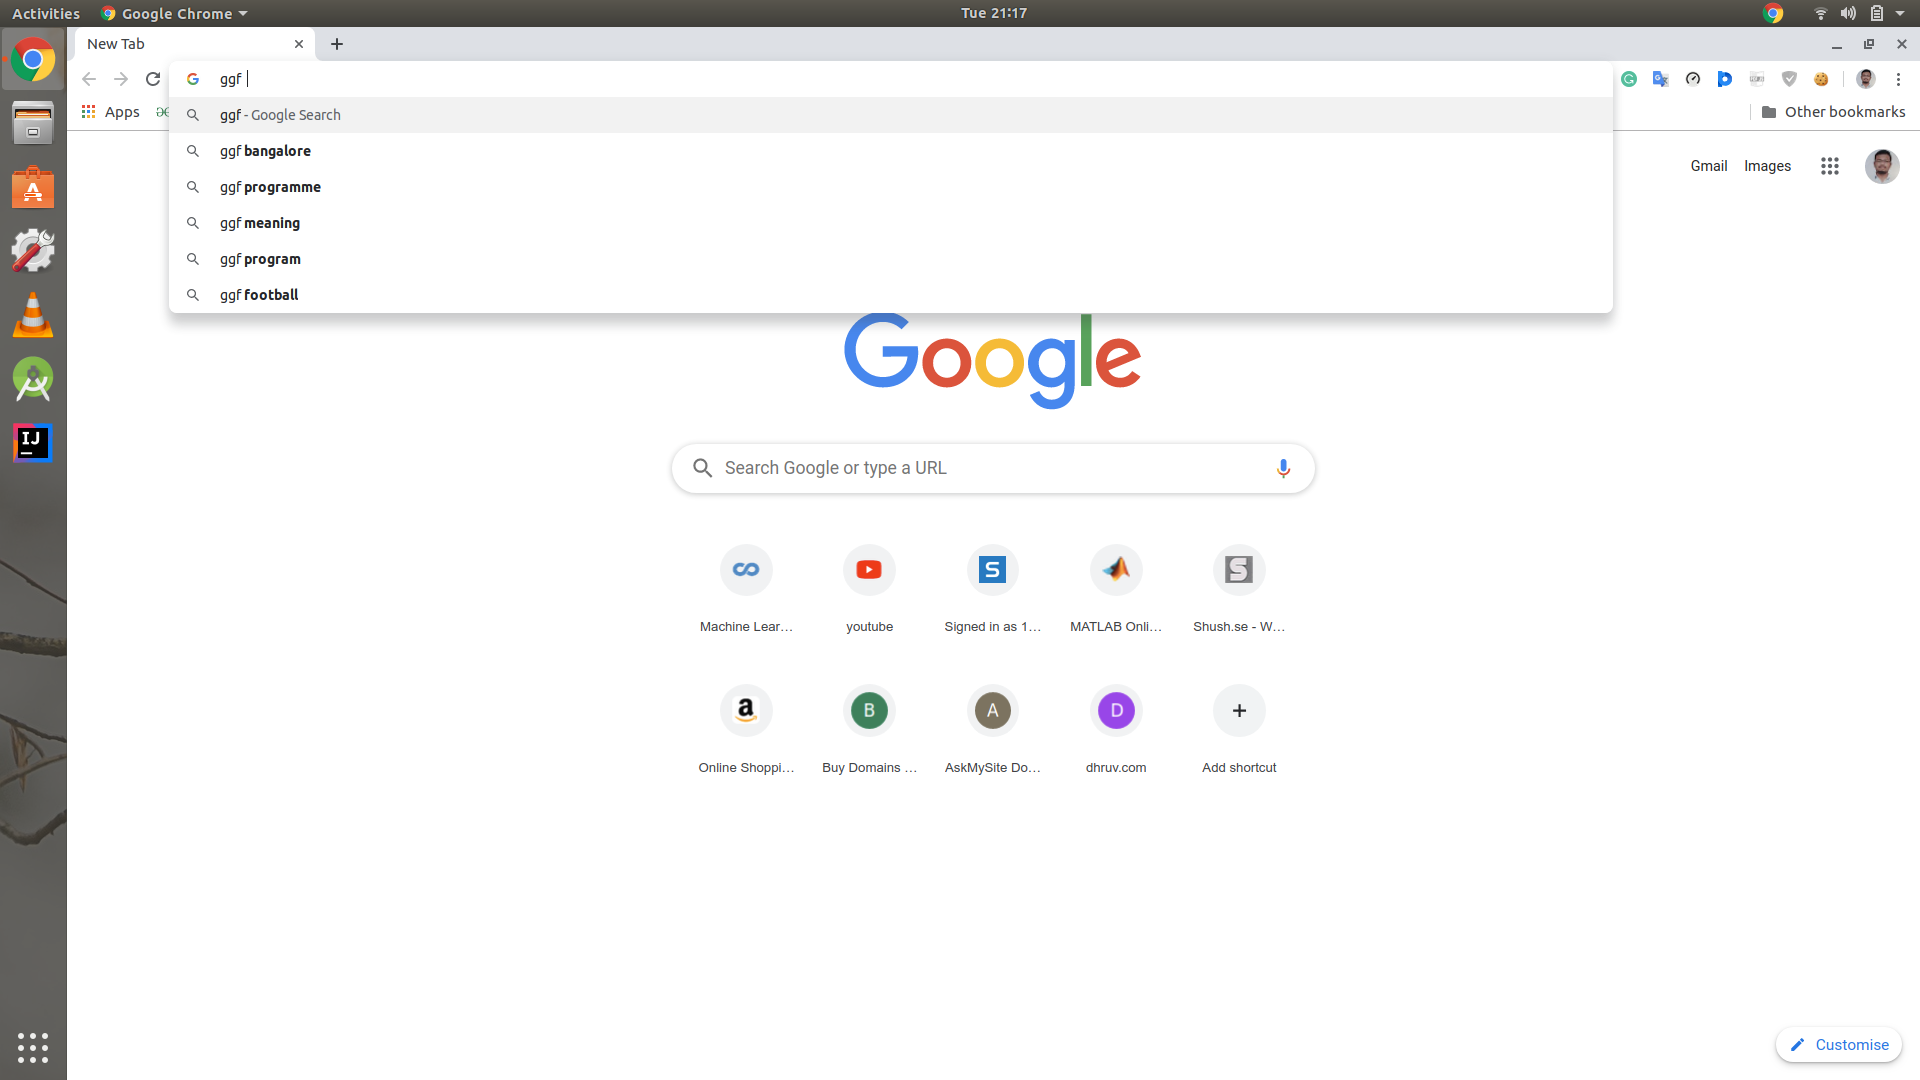 Activities Google Chrome Tue 21:17
New Tab
ggf
ggf - Google Search
ggf bangalore
ggf programme
ggf meaning
ggf program
ggf football
Apps Other bookmarks
Gmail Images
Google
Search Google or type a URL
Machine Lear… youtube Signed in as 1… MATLAB Onli… Shush.se - W…
Online Shoppi… Buy Domains … AskMySite Do… dhruv.com Add shortcut
B A D
IJ
Customise